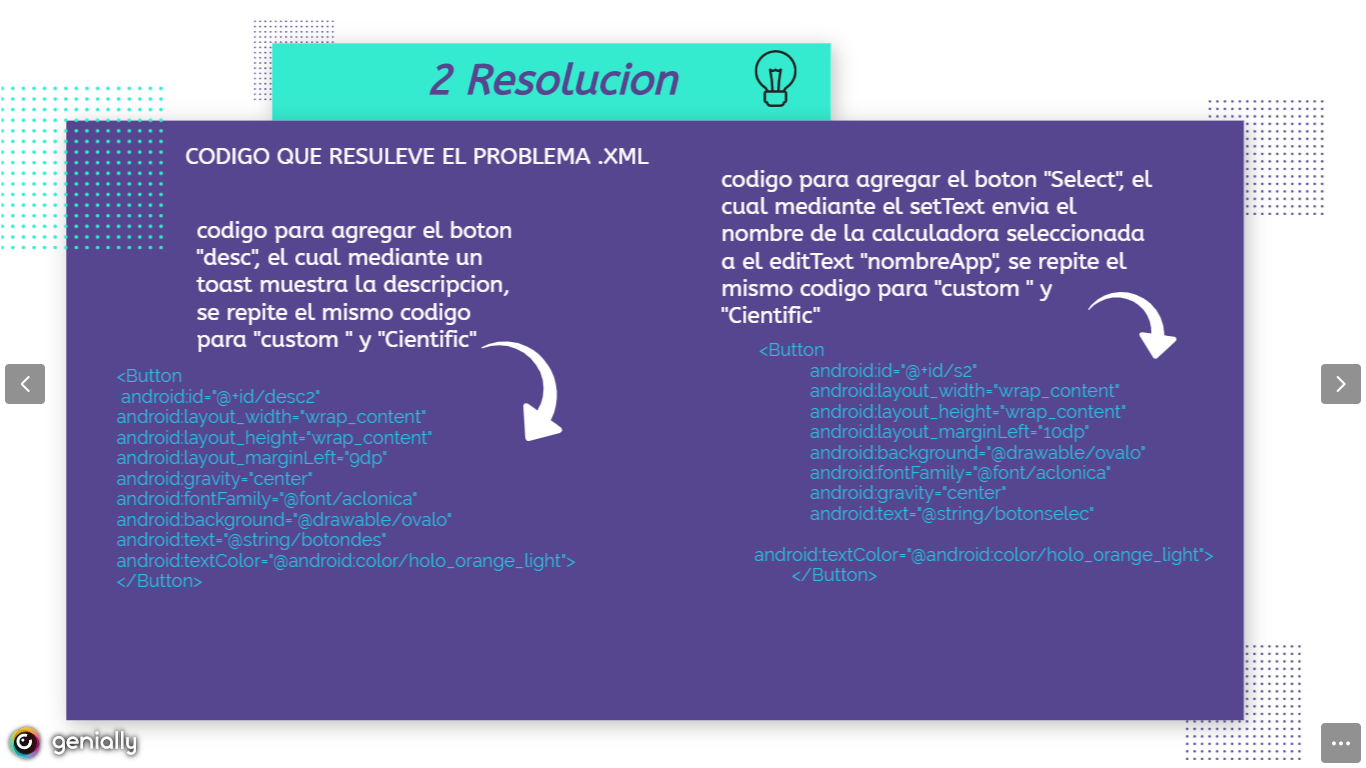 2 Resolucion
CODIGO QUE RESULEVE EL PROBLEMA .XML
codigo para agregar el boton
"desc", el cual mediante un
toast muestra la descripcion,
se repite el mismo codigo
para "custom " y "Cientific"
<Button
android:id="@+id/desc2"
android:layout_width="wrap_content"
android:layout_height="wrap_content"
android:layout_marginLeft="9dp"
android:gravity="center"
android:fontFamily="@font/aclonica"
android:background="@drawable/ovalo"
android:text="@string/botondes"
android:textColor="@android:color/holo_orange_light">
</Button>
codigo para agregar el boton "Select", el
cual mediante el setText envia el
nombre de la calculadora seleccionada
a el editText "nombreApp", se repite el
mismo codigo para "custom " y
"Cientific"
<Button
android:id="@+id/s2"
android:layout_width="wrap_content"
android:layout_height="wrap_content"
android:layout_marginLeft="10dp"
android:background="@drawable/ovalo"
android:fontFamily="@font/aclonica"
android:gravity="center"
android:text="@string/botonselec"
android:textColor="@android:color/holo_orange_light">
</Button>
genially